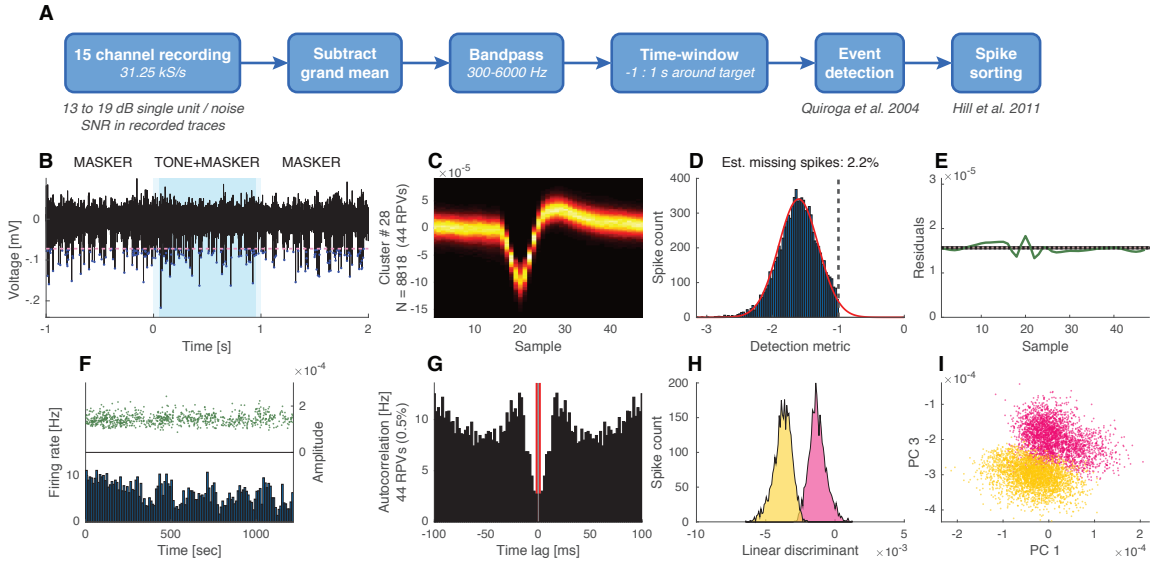 A
15 channel recording
31.25 kS/s
Subtract
grand mean
Bandpass
300-6000 Hz
Time-window
-1 : 1 s around target
Event
detection
Spike
sorting
13 to 19 dB single unit / noise
SNR in recorded traces
Quiroga et al. 2004
Hill et al. 2011
B
MASKER
TONE+MASKER
MASKER
Voltage [mV]
0
-.1
-.2
-1
0
1
2
Time [s]
C
×10⁻⁵
Cluster # 28
N = 8818 (44 RPVs)
5
0
-5
-10
-15
10
20
30
40
Sample
D
Est. missing spikes: 2.2%
Spike count
400
300
200
100
0
-3
-2
-1
0
Detection metric
E
×10⁻⁵
Residuals
3
2
1
0
10
20
30
40
Sample
F
×10⁻⁴
Firing rate [Hz]
10
0
2
0
Amplitude
0
500
1000
Time [sec]
G
Autocorrelation [Hz]
44 RPVs (0.5%)
10
5
0
-100
-50
0
50
100
Time lag [ms]
H
Spike count
200
150
100
50
0
-5
0
5
Linear discriminant
×10⁻³
I
×10⁻⁴
PC 3
-1
-2
-3
-4
-2
-1
0
1
2
PC 1
×10⁻⁴